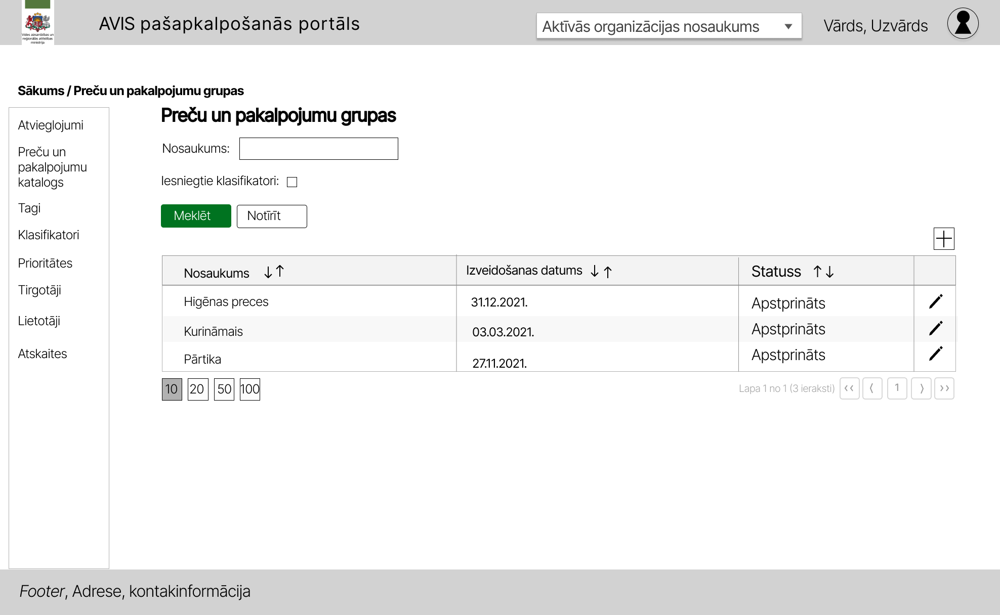 Vides aizsardzības un
reģionālās attīstības
ministrija
AVIS pašapkalpošanās portāls
Aktīvās organizācijas nosaukums
Vārds, Uzvārds
Sākums / Preču un pakalpojumu grupas
Atvieglojumi
Preču un
pakalpojumu
katalogs
Tagi
Klasifikatori
Prioritātes
Tirgotāji
Lietotāji
Atskaites
Preču un pakalpojumu grupas
Nosaukums:
Iesniegtie klasifikatori:
Meklēt Notīrīt
Nosaukums Izveidošanas datums Statuss
Higēnas preces 31.12.2021. Apstprināts
Kurināmais 03.03.2021. Apstprināts
Pārtika 27.11.2021. Apstprināts
10 20 50 100 Lapa 1 no 1 (3 ieraksti) << < 1 > >>
Footer, Adrese, kontakinformācija